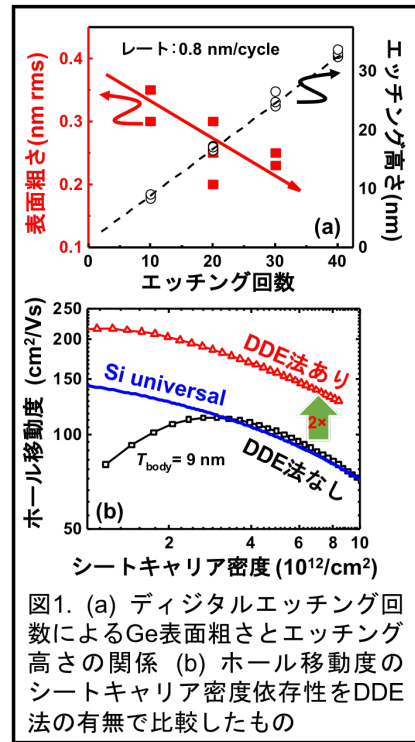 レート：0.8 nm/cycle
表面粗さ(nm rms)
0.4
0.3
0.2
0.1
エッチング高さ(nm)
30
20
10
0
(a)
0 10 20 30 40
エッチング回数
ホール移動度 (cm2/Vs)
250
200
150
100
50
DDE法あり
Si universal
2×
DDE法なし
Tbody= 9 nm
(b)
2 4 6 8 10
シートキャリア密度 (10^12/cm^2)
図1. (a) ディジタルエッチング回
数によるGe表面粗さとエッチング
高さの関係 (b) ホール移動度の
シートキャリア密度依存性をDDE
法の有無で比較したもの